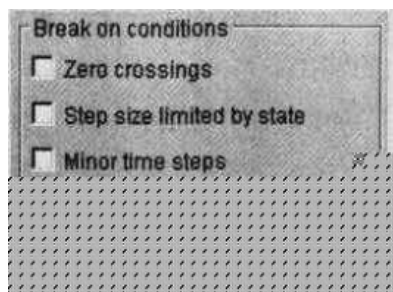 Break on conditions
Zero crossings
Step size limited by state
Minor time steps